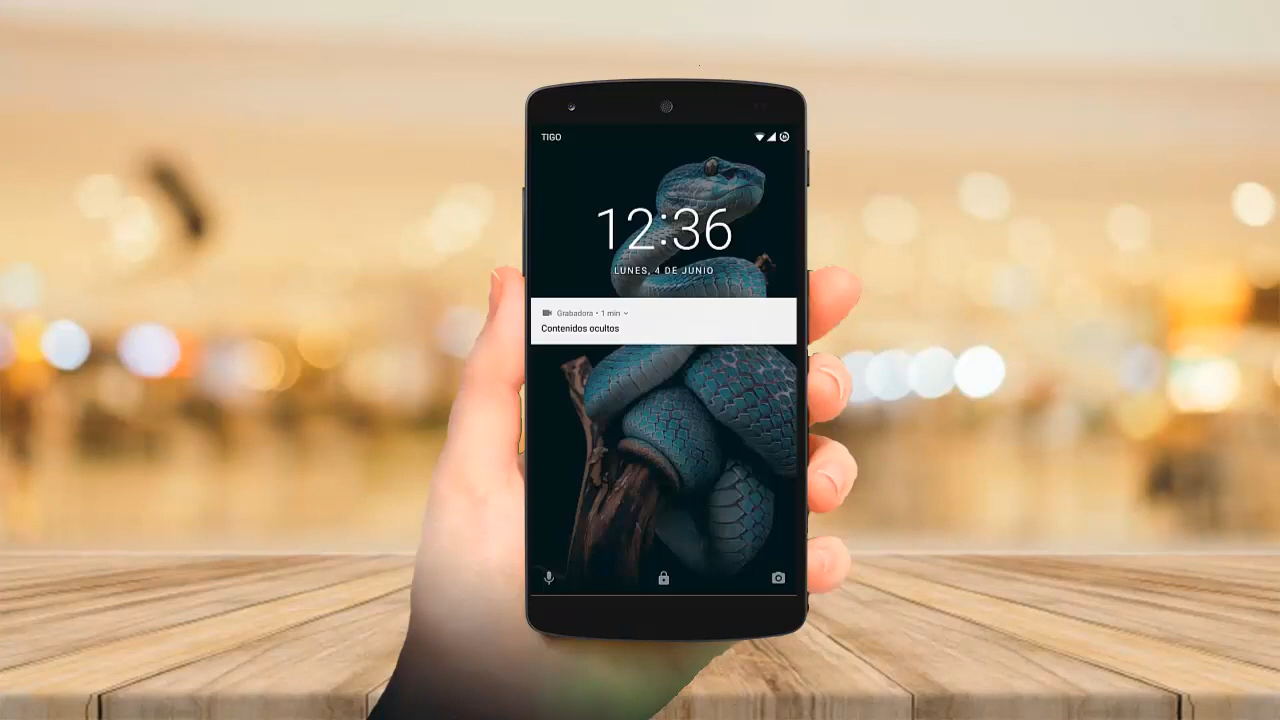 TIGO
12:36
LUNES, 4 DE JUNIO
Grabadora • 1 min
Contenidos ocultos